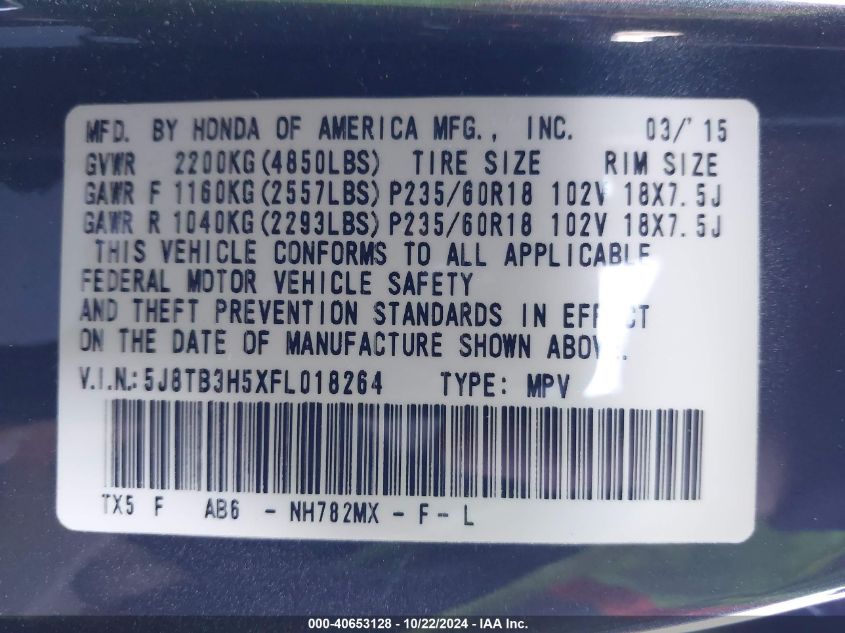 MFD. BY HONDA OF AMERICA MFG., INC. 03/'15
GVWR 2200KG(4850LBS) TIRE SIZE RIM SIZE
GAWR F 1160KG(2557LBS) P235/60R18 102V 18X7.5J
GAWR R 1040KG(2293LBS) P235/60R18 102V 18X7.5J
THIS VEHICLE CONFORMS TO ALL APPLICABLE
FEDERAL MOTOR VEHICLE SAFETY
AND THEFT PREVENTION STANDARDS IN EFFECT
ON THE DATE OF MANUFACTURE SHOWN ABOVE.
V.I.N.: 5J8TB3H5XFL018264 TYPE: MPV
TX5 F AB6 - NH782MX - F - L
000-40653128 - 10/22/2024 - IAA Inc.